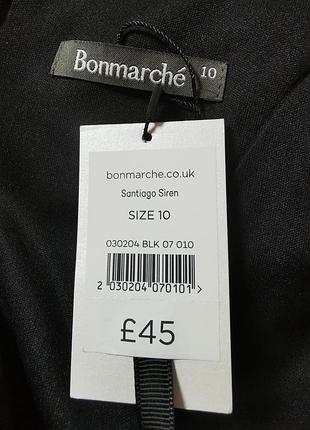 Bonmarché 10
bonmarche.co.uk
Santiago Siren
SIZE 10
030204 BLK 07 010
2 030204 070101 >
£45